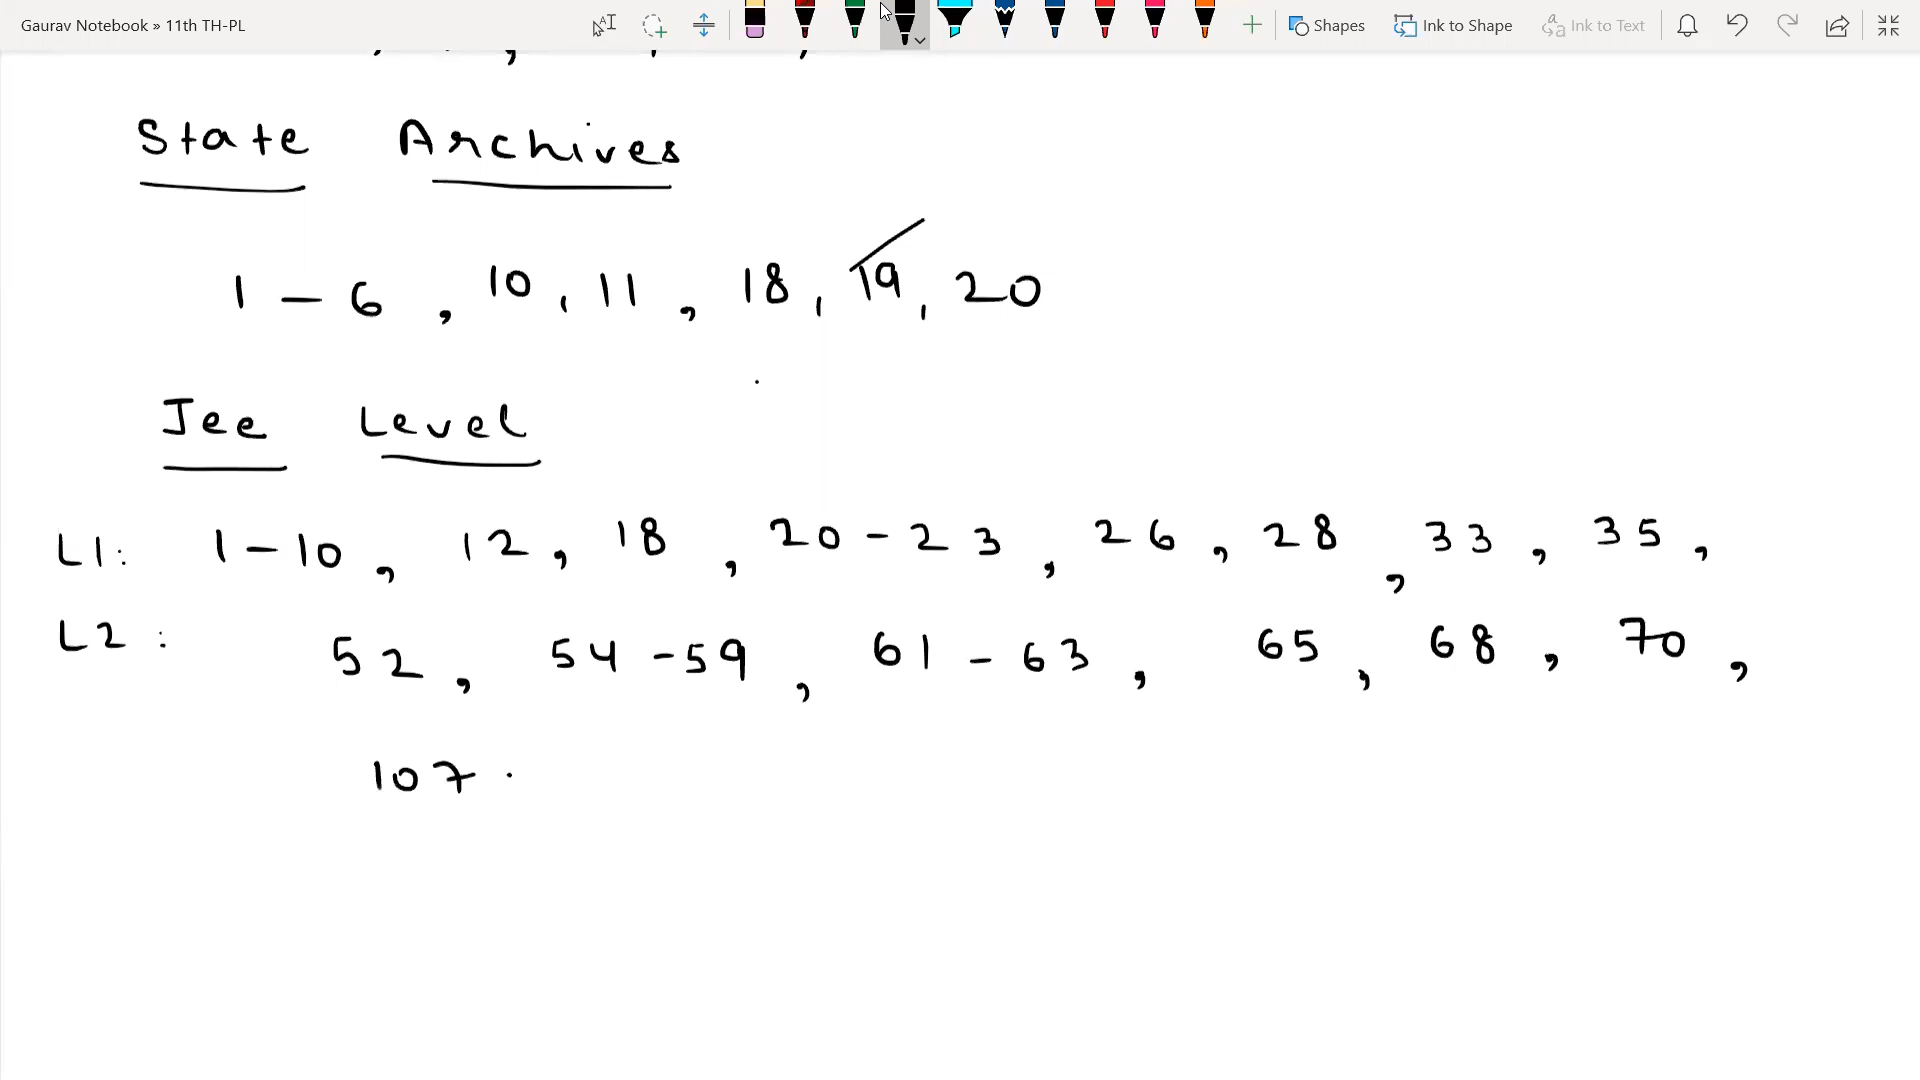 Gaurav Notebook » 11th TH-PL
Shapes
Ink to Shape
Ink to Text
State Archives
1 - 6 , 10 , 11 , 18 , 19 , 20
Jee Level
L1: 1-10 , 12 , 18 , 20-23 , 26 , 28 , 33 , 35 ,
L2 : 52 , 54-59 , 61-63 , 65 , 68 , 70 ,
107 .